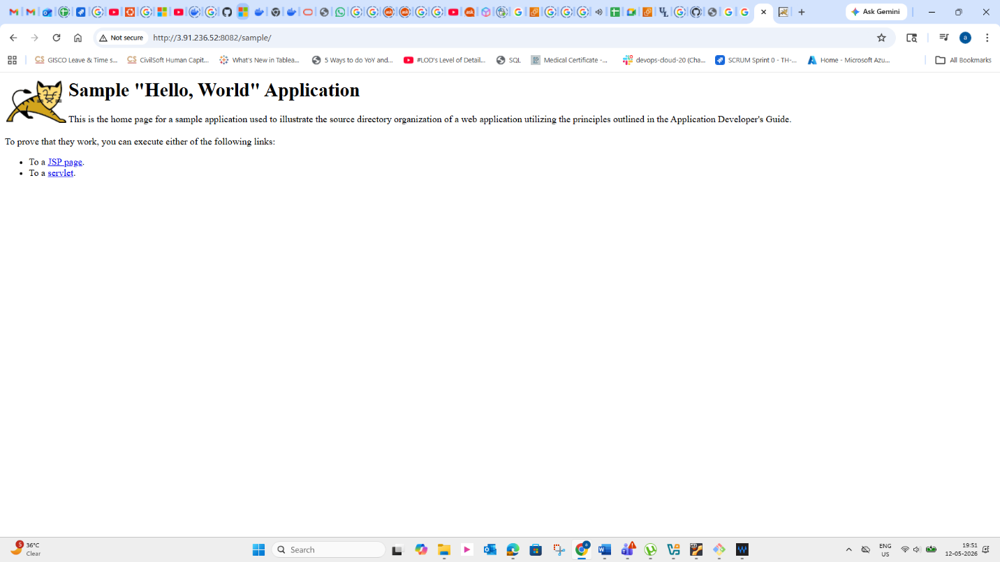 Ask Gemini
Not secure
http://3.91.236.52:8082/sample/
a
GISCO Leave & Time s...
CivilSoft Human Capit...
What's New in Tablea...
5 Ways to do YoY and...
#LOD's Level of Detail...
SQL
Medical Certificate -...
devops-cloud-20 (Cha...
SCRUM Sprint 0 - TH-...
Home - Microsoft Azu...
All Bookmarks
Sample "Hello, World" Application
This is the home page for a sample application used to illustrate the source directory organization of a web application utilizing the principles outlined in the Application Developer's Guide.
To prove that they work, you can execute either of the following links:
• To a JSP page.
• To a servlet.
5
36°C
Clear
Search
a
ENG
US
19:51
12-05-2026